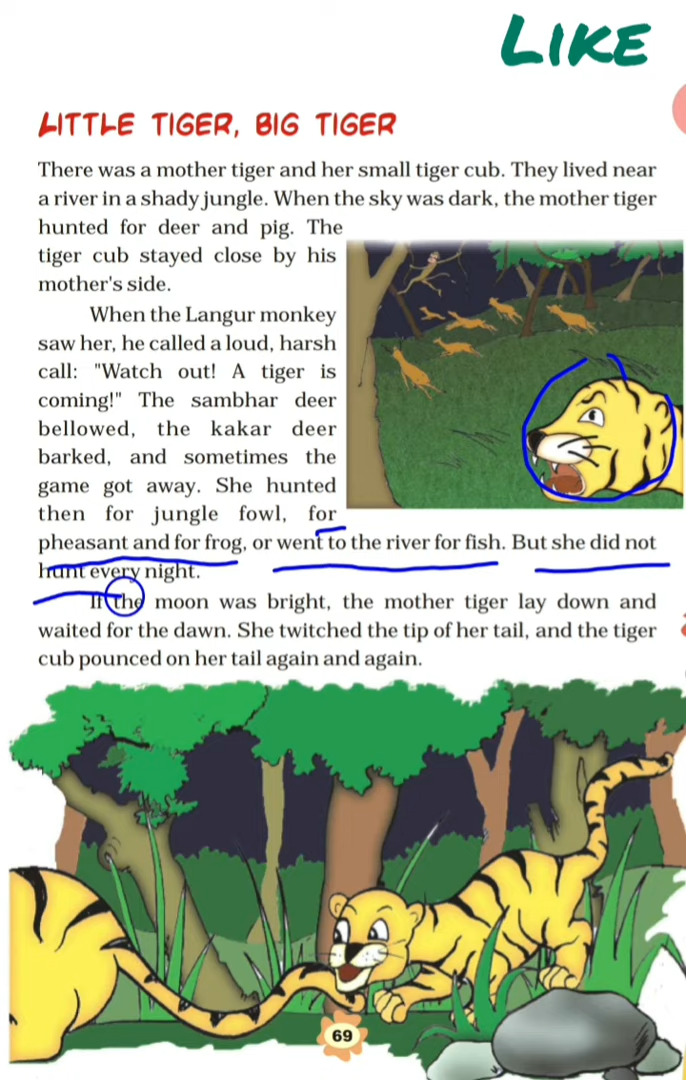 LIKE
LITTLE TIGER, BIG TIGER
There was a mother tiger and her small tiger cub. They lived near
a river in a shady jungle. When the sky was dark, the mother tiger
hunted for deer and pig. The
tiger cub stayed close by his
mother's side.
When the Langur monkey
saw her, he called a loud, harsh
call: "Watch out! A tiger is
coming!" The sambhar deer
bellowed, the kakar deer
barked, and sometimes the
game got away. She hunted
then for jungle fowl, for
pheasant and for frog, or went to the river for fish. But she did not
hunt every night.
If the moon was bright, the mother tiger lay down and
waited for the dawn. She twitched the tip of her tail, and the tiger
cub pounced on her tail again and again.
69